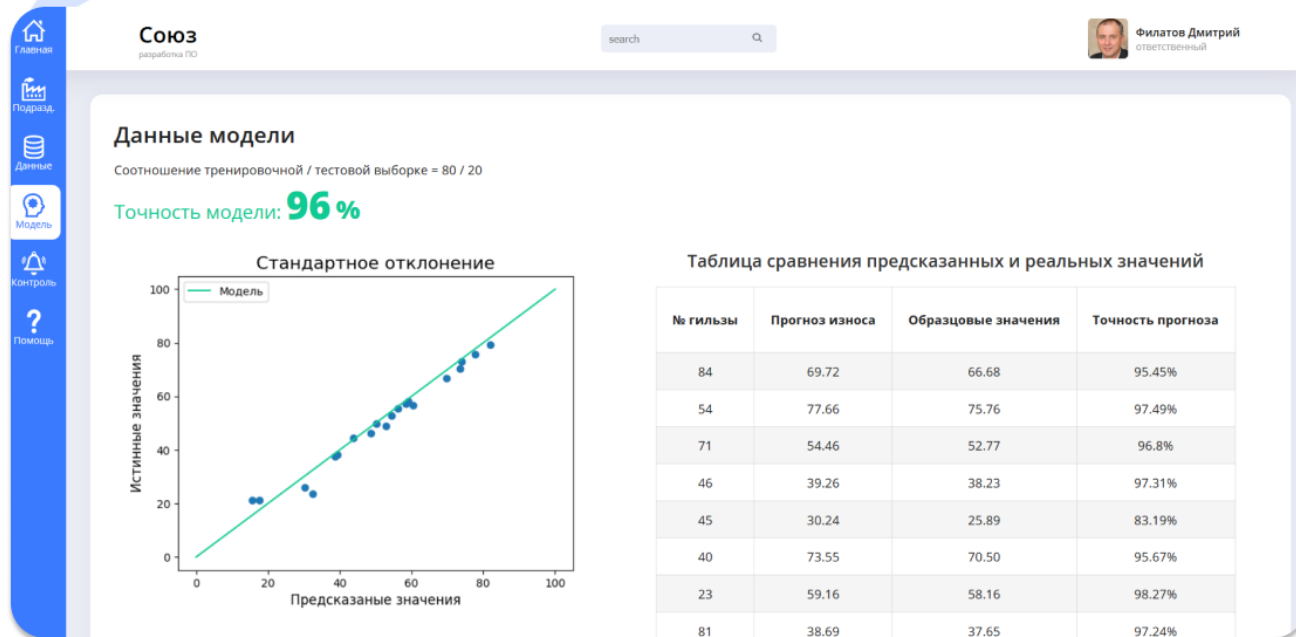 Главная
Подразд.
Данные
Модель
Контроль
Помощь
Союз
разработка ПО
search
Филатов Дмитрий
ответственный
Данные модели
Соотношение тренировочной / тестовой выборке = 80 / 20
Точность модели: 96 %
Стандартное отклонение
Модель
Истинные значения
100
80
60
40
20
0
0 20 40 60 80 100
Предсказаные значения
Таблица сравнения предсказанных и реальных значений
№ гильзы Прогноз износа Образцовые значения Точность прогноза
84 69.72 66.68 95.45%
54 77.66 75.76 97.49%
71 54.46 52.77 96.8%
46 39.26 38.23 97.31%
45 30.24 25.89 83.19%
40 73.55 70.50 95.67%
23 59.16 58.16 98.27%
81 38.69 37.65 97.24%